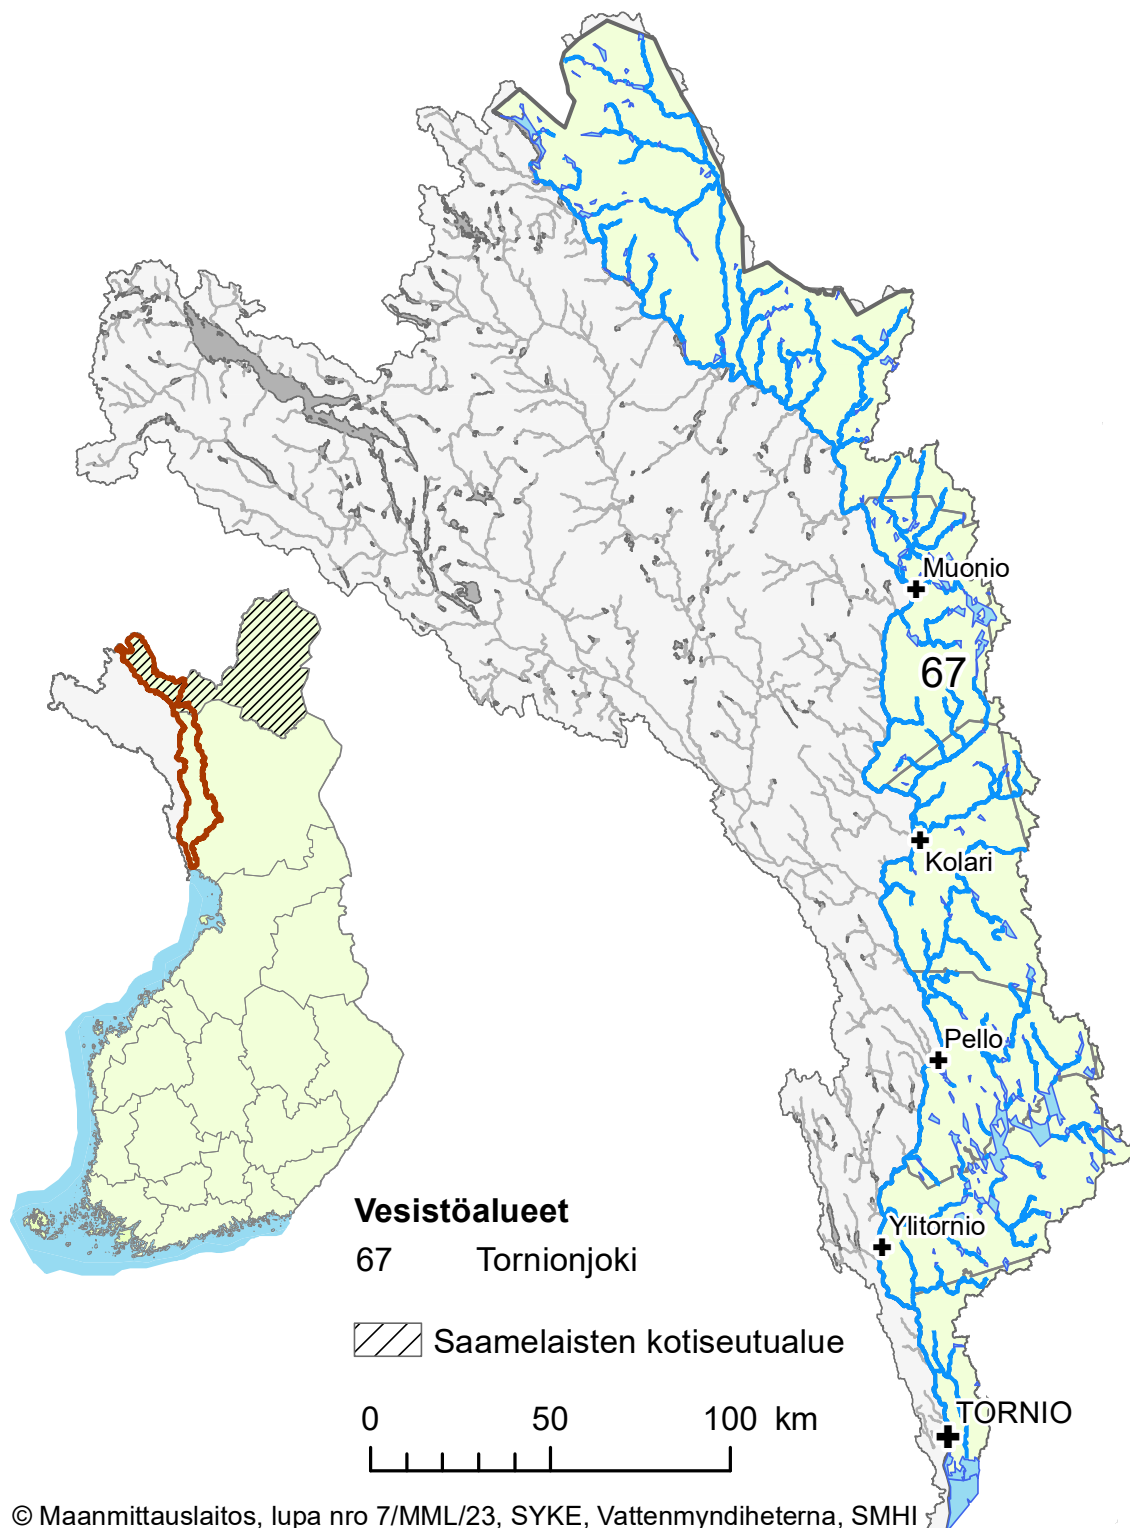 Muonio
67
Kolari
Pello
Ylitornio
TORNIO
Vesistöalueet
67 Tornionjoki
Saamelaisten kotiseutualue
0 50 100 km
© Maanmittauslaitos, lupa nro 7/MML/23, SYKE, Vattenmyndiheterna, SMHI